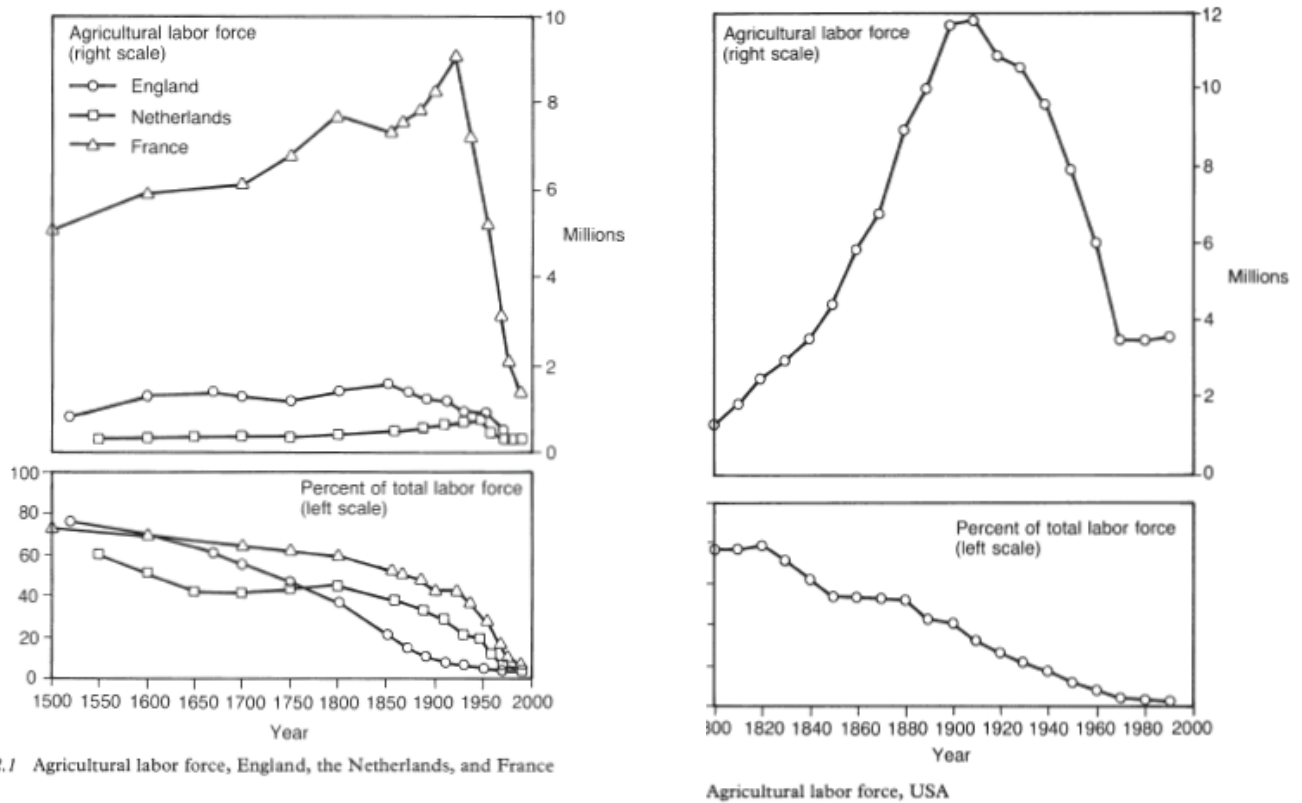 Agricultural labor force
(right scale)
England
Netherlands
France
10
8
6
Millions
4
2
0
100
80
60
40
20
0
Percent of total labor force
(left scale)
1500 1550 1600 1650 1700 1750 1800 1850 1900 1950 2000
Year
2.1 Agricultural labor force, England, the Netherlands, and France
Agricultural labor force
(right scale)
12
10
8
6
Millions
4
2
0
Percent of total labor force
(left scale)
800 1820 1840 1860 1880 1900 1920 1940 1960 1980 2000
Year
Agricultural labor force, USA